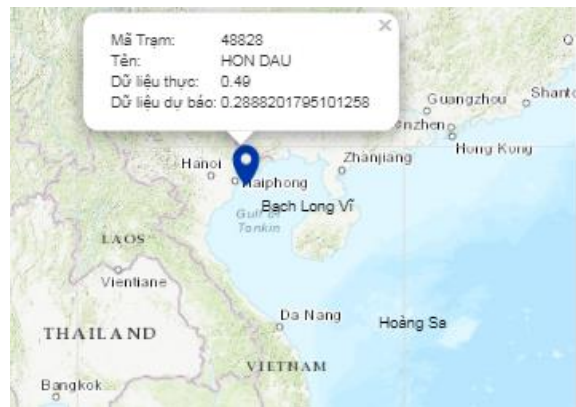 Mã Trạm: 48828
Tên: HON DAU
Dữ liệu thực: 0.49
Dữ liệu dự báo: 0.2888201795101258
Guangzhou
Shanto
nzhen
Hong Kong
Zhanjiang
Hanoi
Haiphong
Bạch Long Vĩ
Gulf of
Tonkin
LAOS
Vientiane
Da Nang
Hoàng Sa
THAILAND
VIETNAM
Bangkok